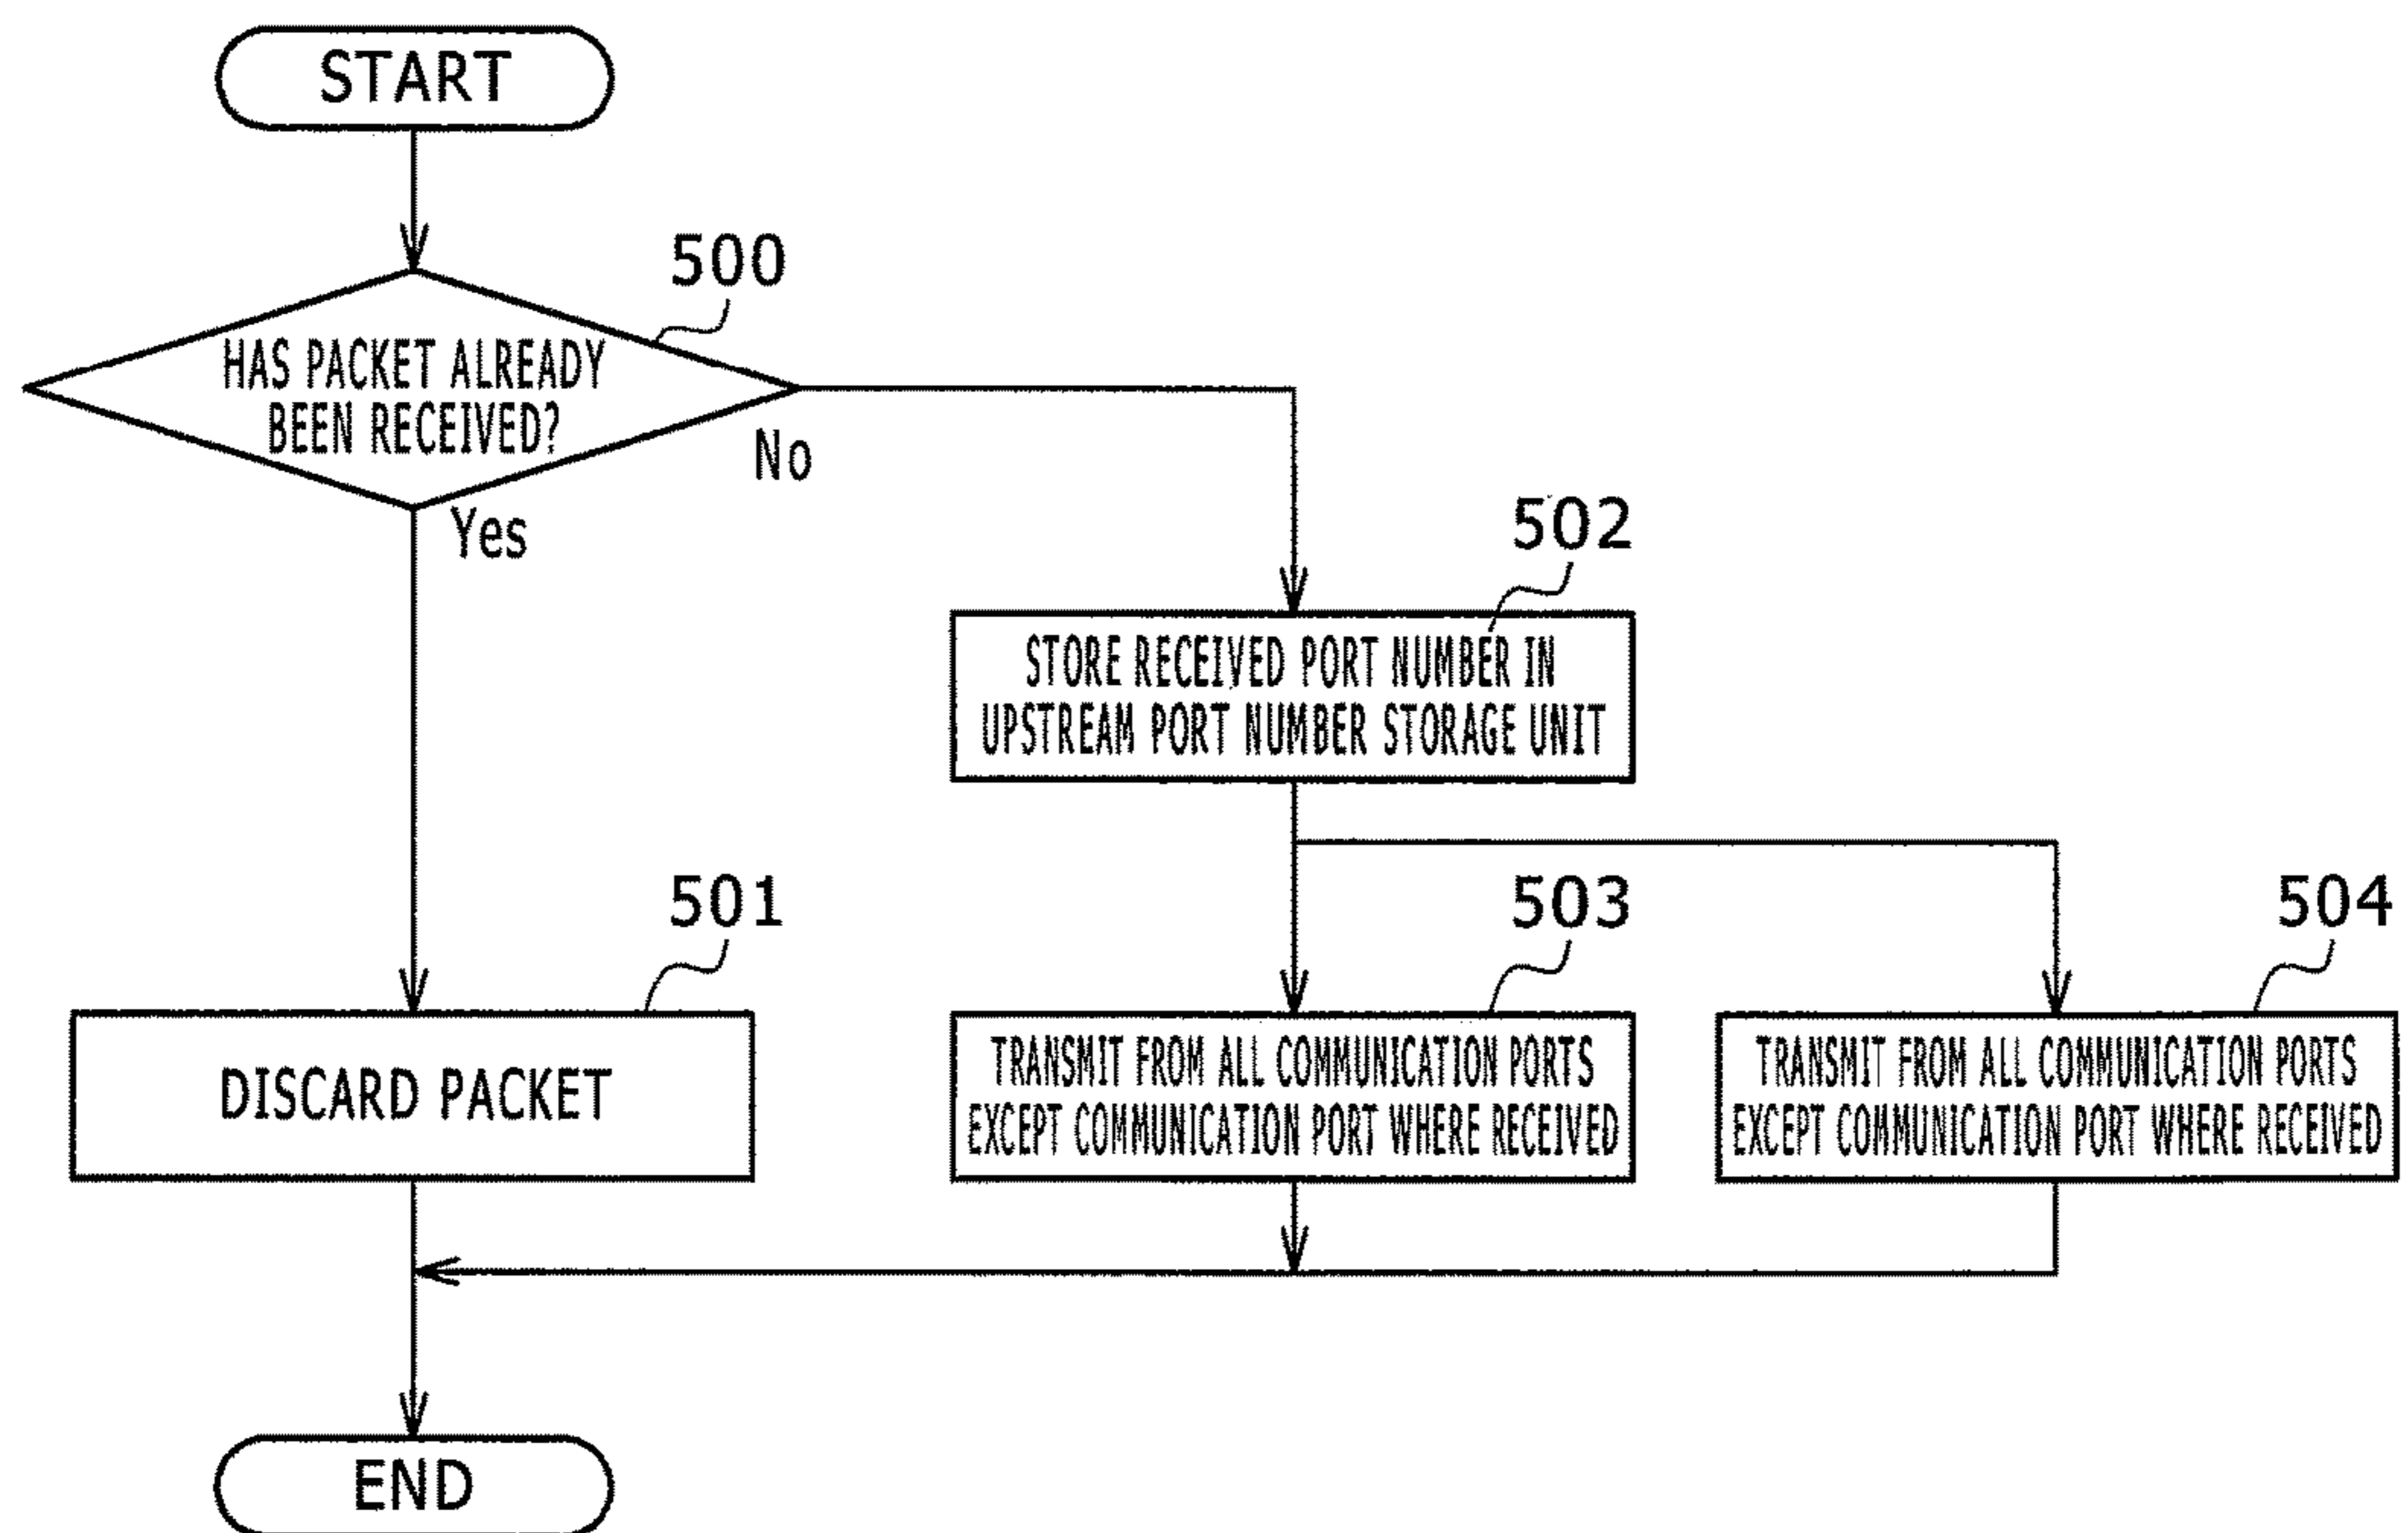 START
500
HAS PACKET ALREADY
BEEN RECEIVED?
No
Yes
502
STORE RECEIVED PORT NUMBER IN
UPSTREAM PORT NUMBER STORAGE UNIT
501
DISCARD PACKET
503
TRANSMIT FROM ALL COMMUNICATION PORTS
EXCEPT COMMUNICATION PORT WHERE RECEIVED
504
TRANSMIT FROM ALL COMMUNICATION PORTS
EXCEPT COMMUNICATION PORT WHERE RECEIVED
END